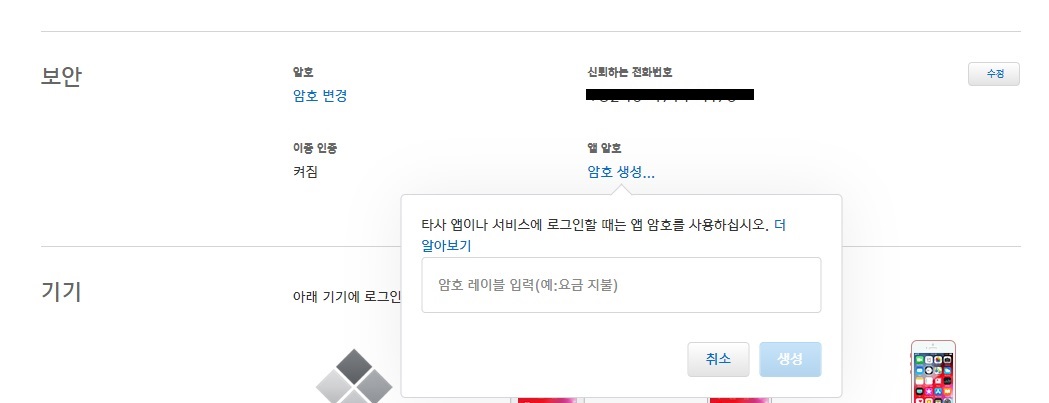 보안
암호
암호 변경
신뢰하는 전화번호
수정
이중 인증
켜짐
앱 암호
암호 생성...
타사 앱이나 서비스에 로그인할 때는 앱 암호를 사용하십시오. 더
알아보기
암호 레이블 입력(예:요금 지불)
취소
생성
기기
아래 기기에 로그인